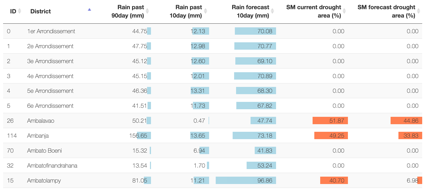 ID District Rain past 90day (mm) Rain past 10day (mm) Rain forecast 10day (mm) SM current drought area (%) SM forecast drought area (%)
0 1er Arrondissement 44.75 12.13 70.08 0.00 0.00
1 2e Arrondissement 47.75 12.98 70.77 0.00 0.00
2 3e Arrondissement 45.12 12.60 69.10 0.00 0.00
3 4e Arrondissement 45.15 12.01 70.69 0.00 0.00
4 5e Arrondissement 46.36 13.31 68.30 0.00 0.00
5 6e Arrondissement 41.51 11.73 67.82 0.00 0.00
26 Ambalavao 50.21 0.47 47.74 51.87 44.86
114 Ambanja 156.65 13.65 73.18 49.25 33.63
70 Ambato Boeni 15.32 6.94 41.83 0.00 0.00
32 Ambatofinandrahana 13.54 1.70 53.24 0.00 0.00
15 Ambatolampy 81.05 11.21 96.86 40.70 6.98